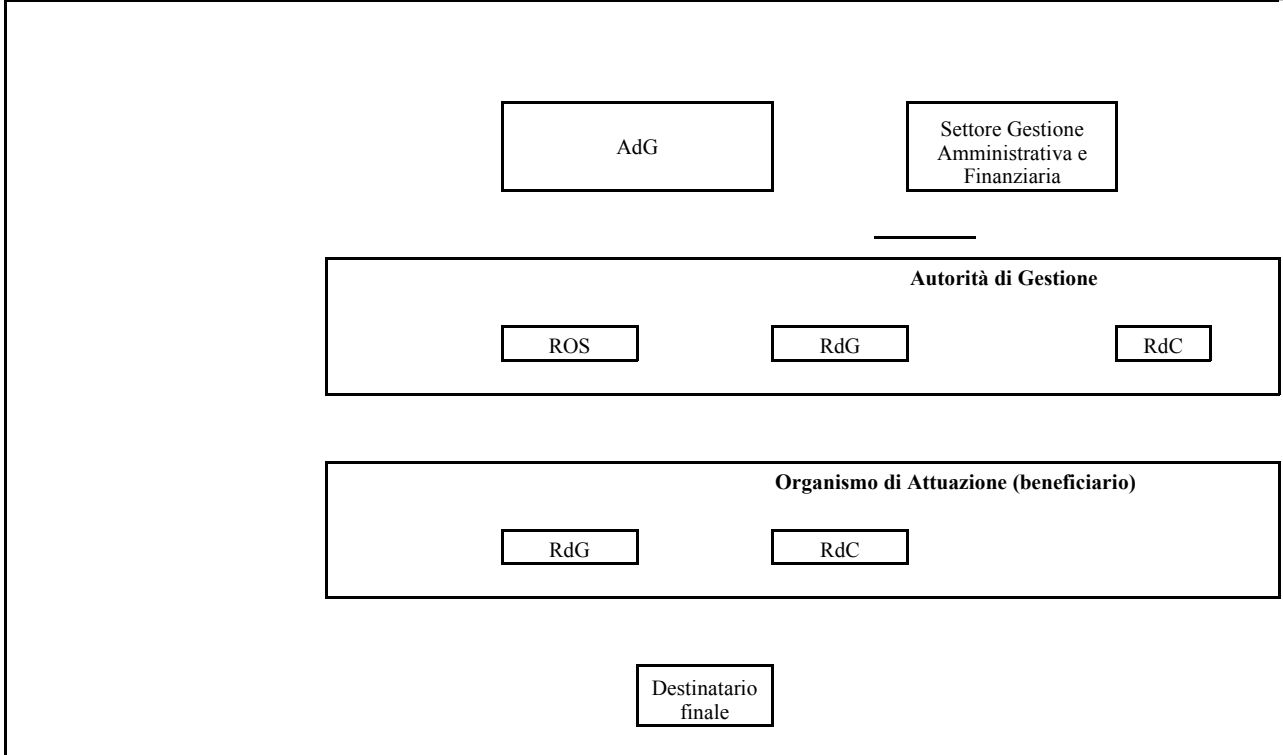 AdG
Settore Gestione
Amministrativa e
Finanziaria
Autorità di Gestione
ROS
RdG
RdC
Organismo di Attuazione (beneficiario)
RdG
RdC
Destinatario
finale